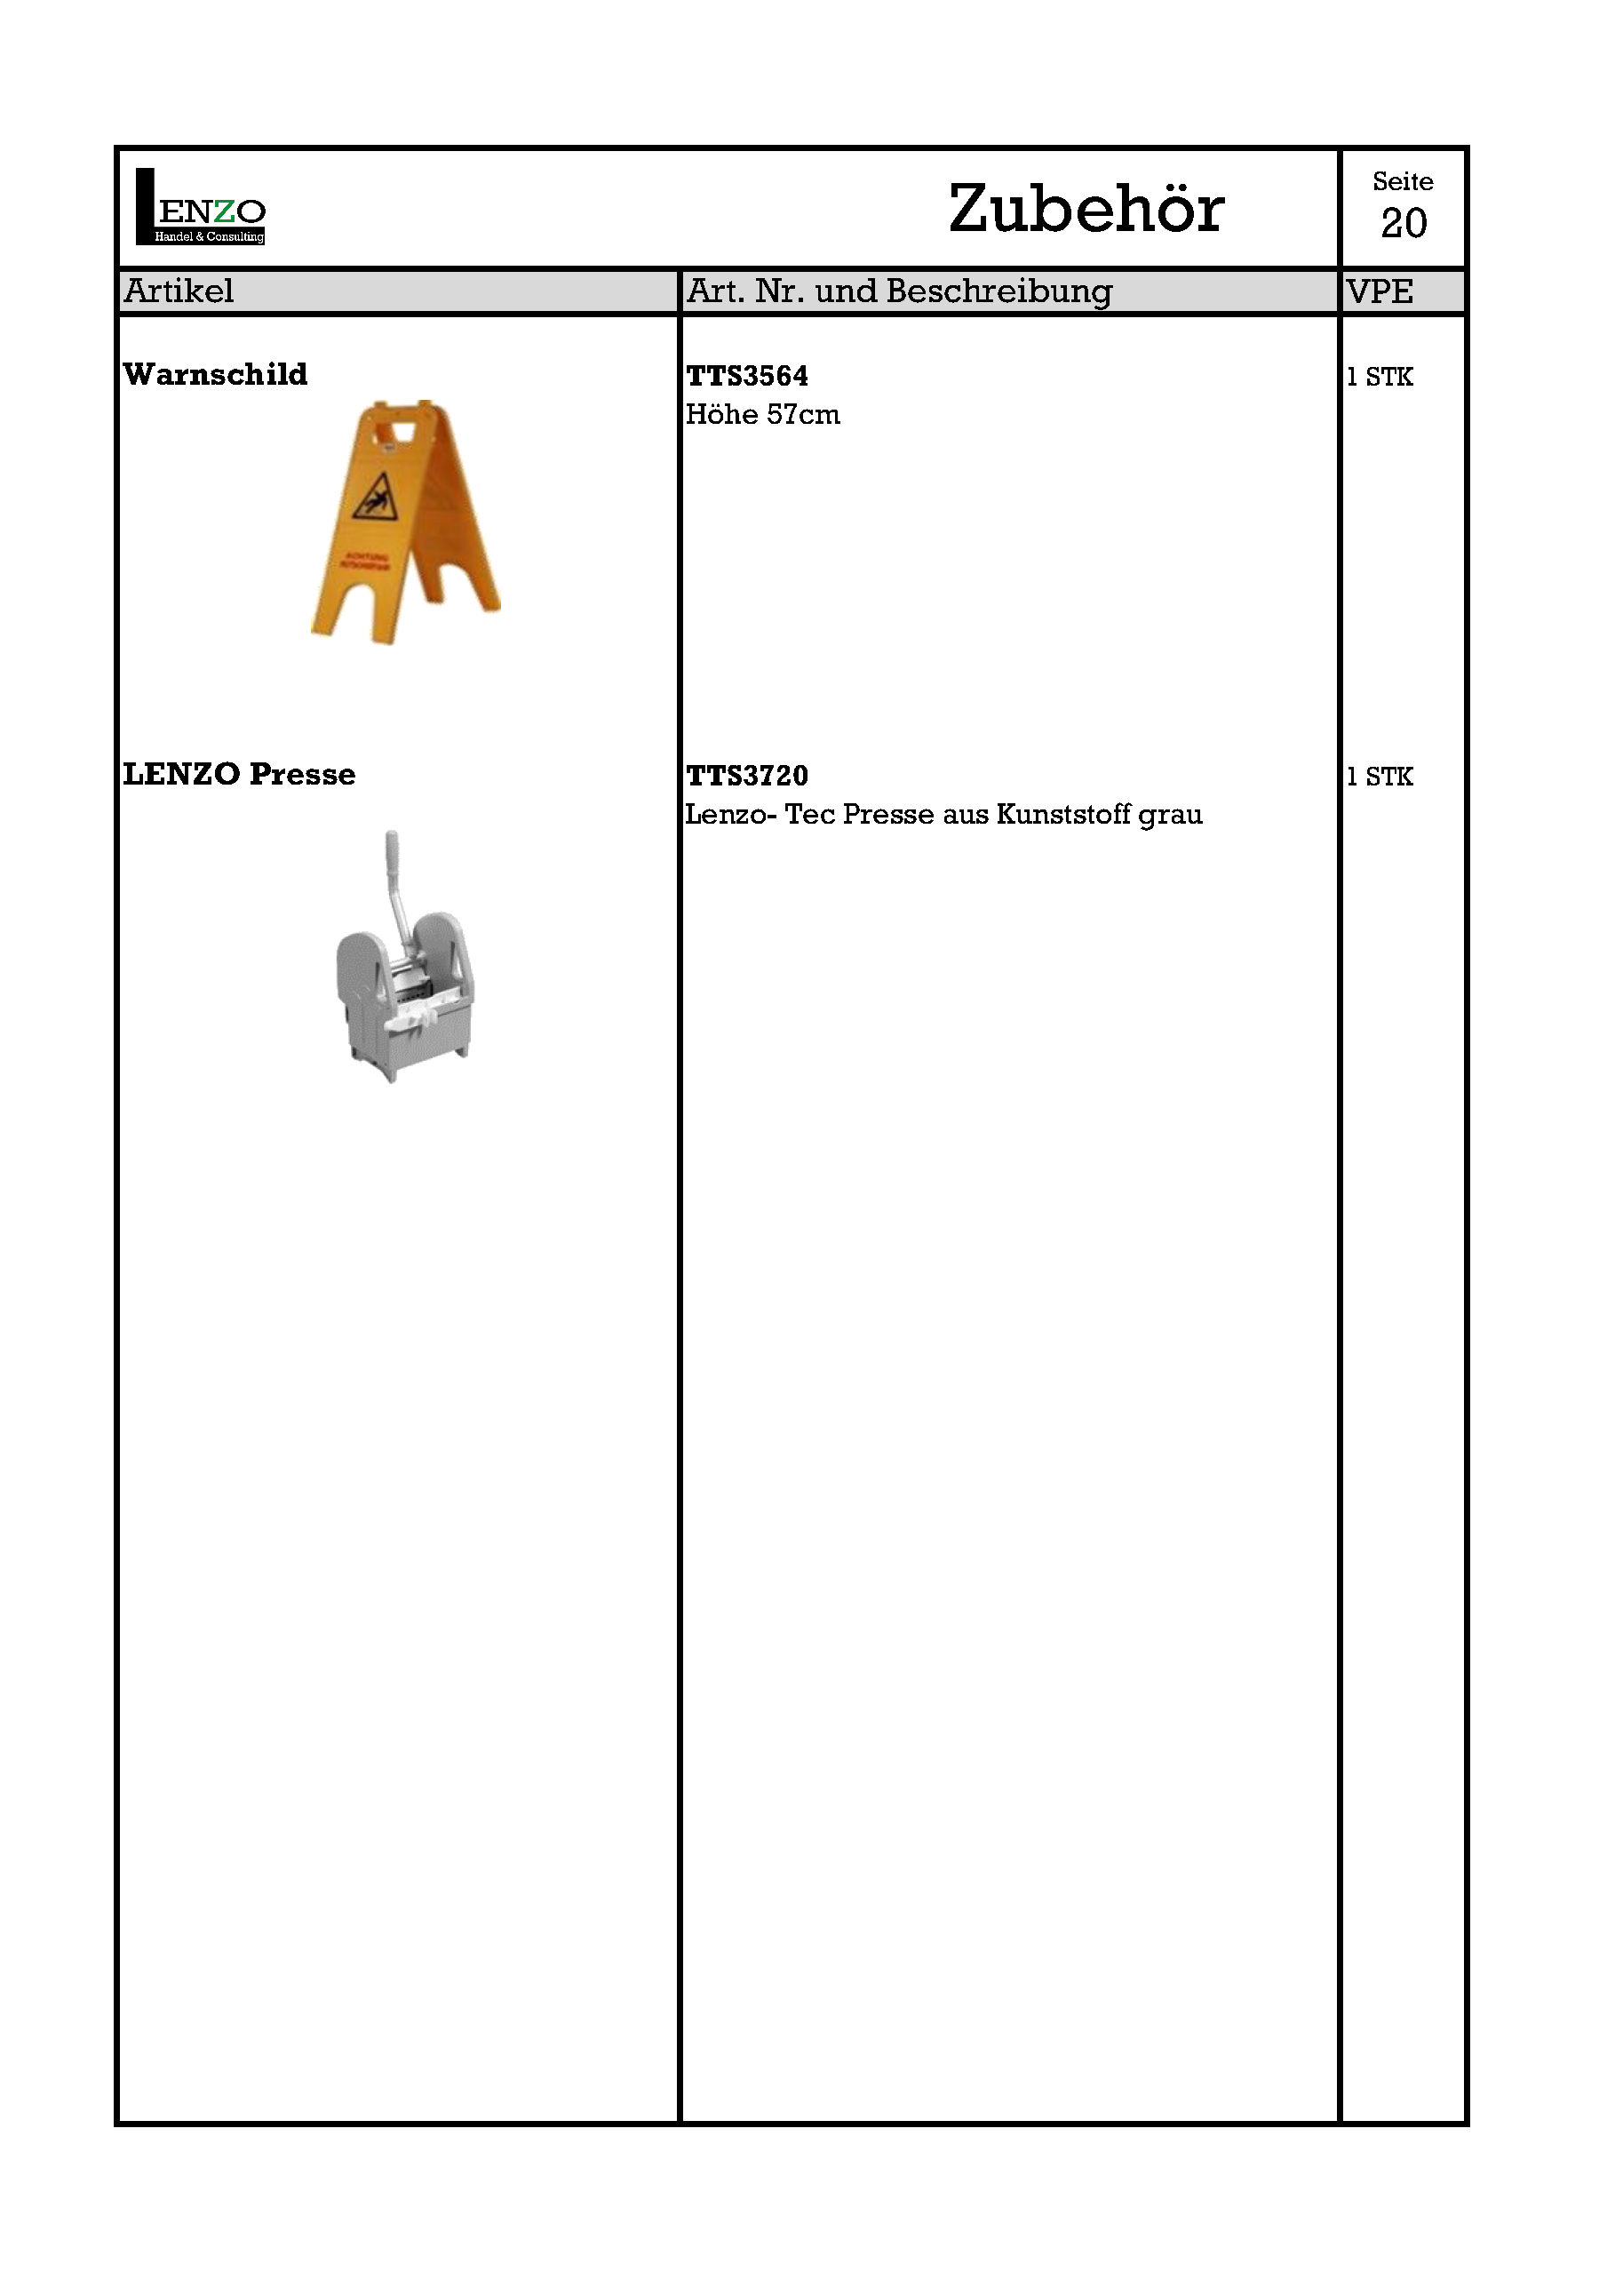 LENZO
Handel & Consulting
Zubehör
Seite
20
Artikel
Art. Nr. und Beschreibung
VPE
Warnschild
TTS3564
1 STK
Höhe 57cm
ACHTUNG
LENZO Presse
TTS3720
1 STK
Lenzo- Tec Presse aus Kunststoff grau